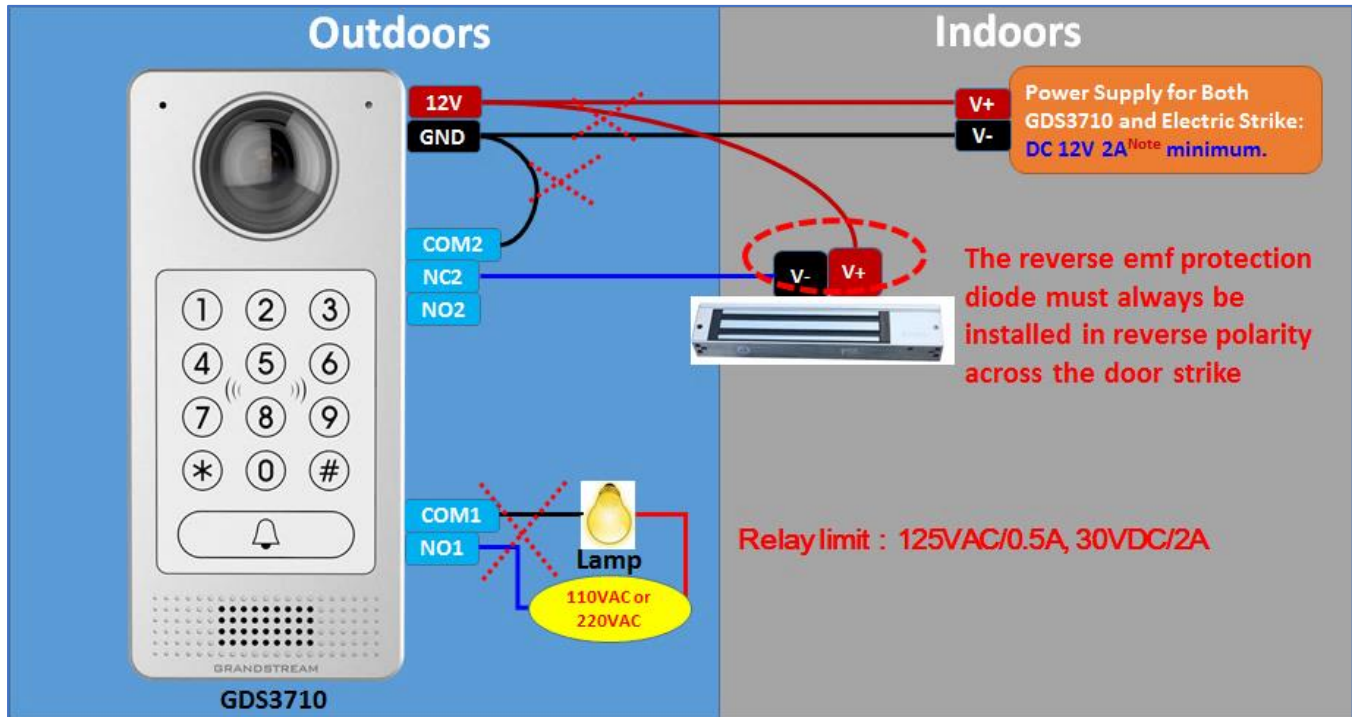 Outdoors
Indoors
12V
GND
V+
V-
Power Supply for Both
GDS3710 and Electric Strike:
DC 12V 2ANote minimum.
COM2
NC2
NO2
V-
V+
The reverse emf protection
diode must always be
installed in reverse polarity
across the door strike
1
2
3
4
5
6
7
8
9
*
0
#
COM1
NO1
Lamp
110VAC or
220VAC
Relay limit : 125VAC/0.5A, 30VDC/2A
GRANDSTREAM
GDS3710